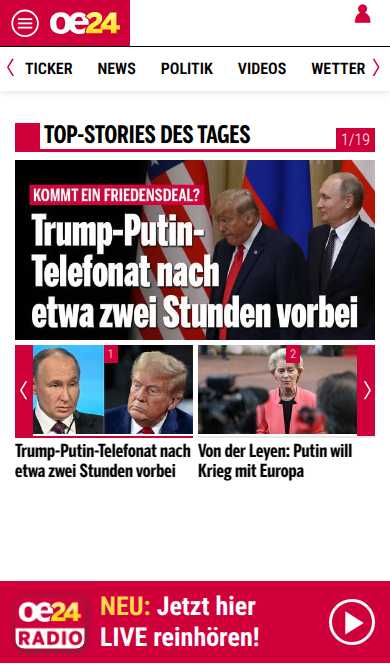 oe24
TICKER NEWS POLITIK VIDEOS WETTER
TOP-STORIES DES TAGES
1/19
KOMMT EIN FRIEDENSDEAL?
Trump-Putin-
Telefonat nach
etwa zwei Stunden vorbei
1
2
Trump-Putin-Telefonat nach
etwa zwei Stunden vorbei
Von der Leyen: Putin will
Krieg mit Europa
oe24
RADIO
NEU: Jetzt hier
LIVE reinhören!